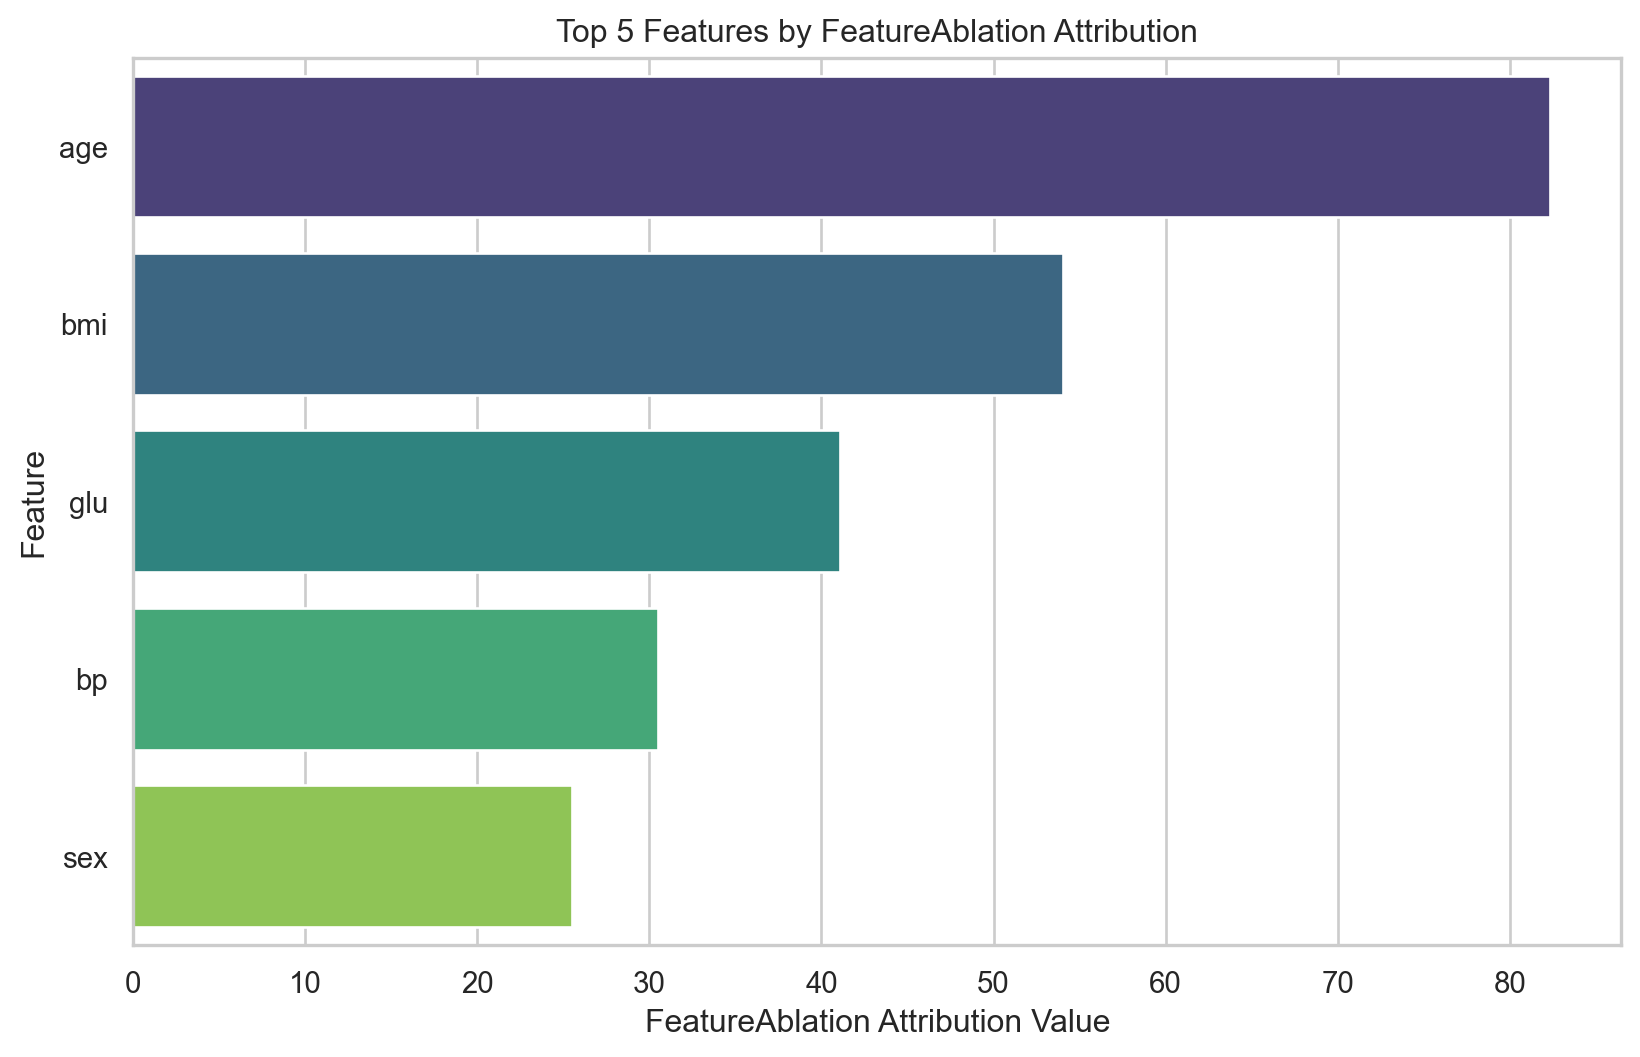 Top 5 Features by FeatureAblation Attribution
Feature
age
bmi
glu
bp
sex
0 10 20 30 40 50 60 70 80
FeatureAblation Attribution Value